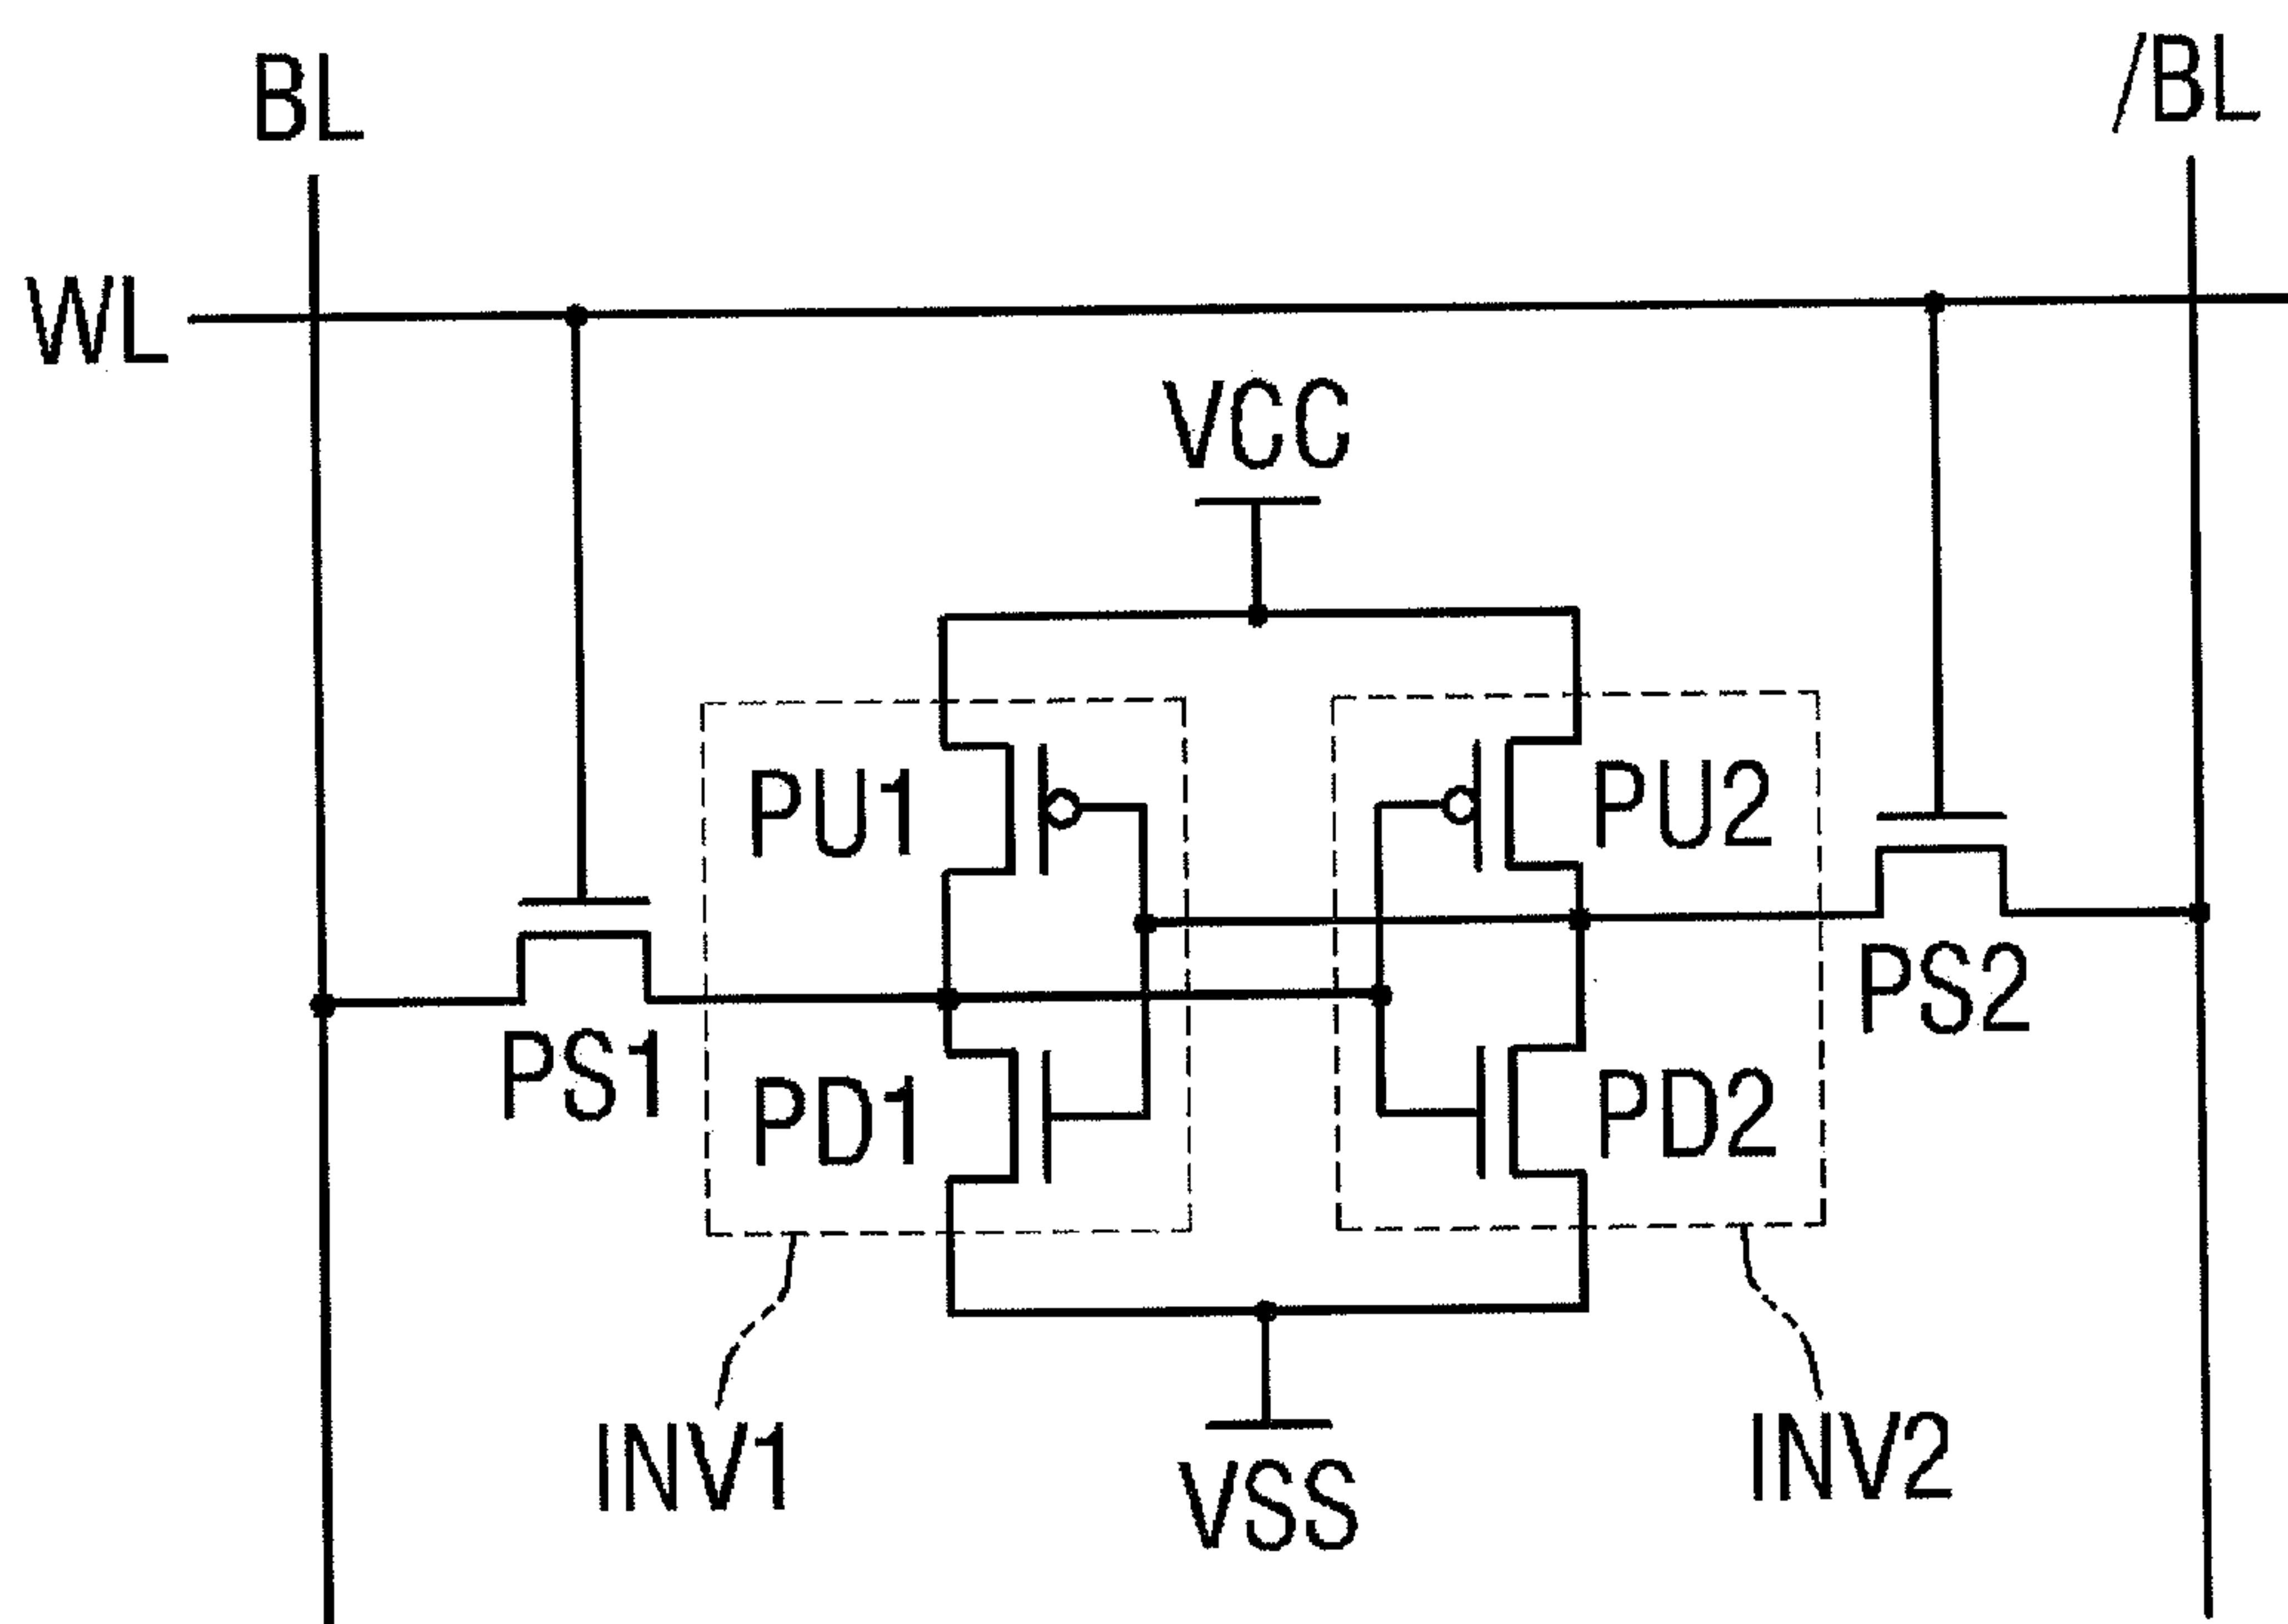 BL
/BL
WL
VCC
PU1
PU2
PS1
PS2
PD1
PD2
INV1
INV2
VSS